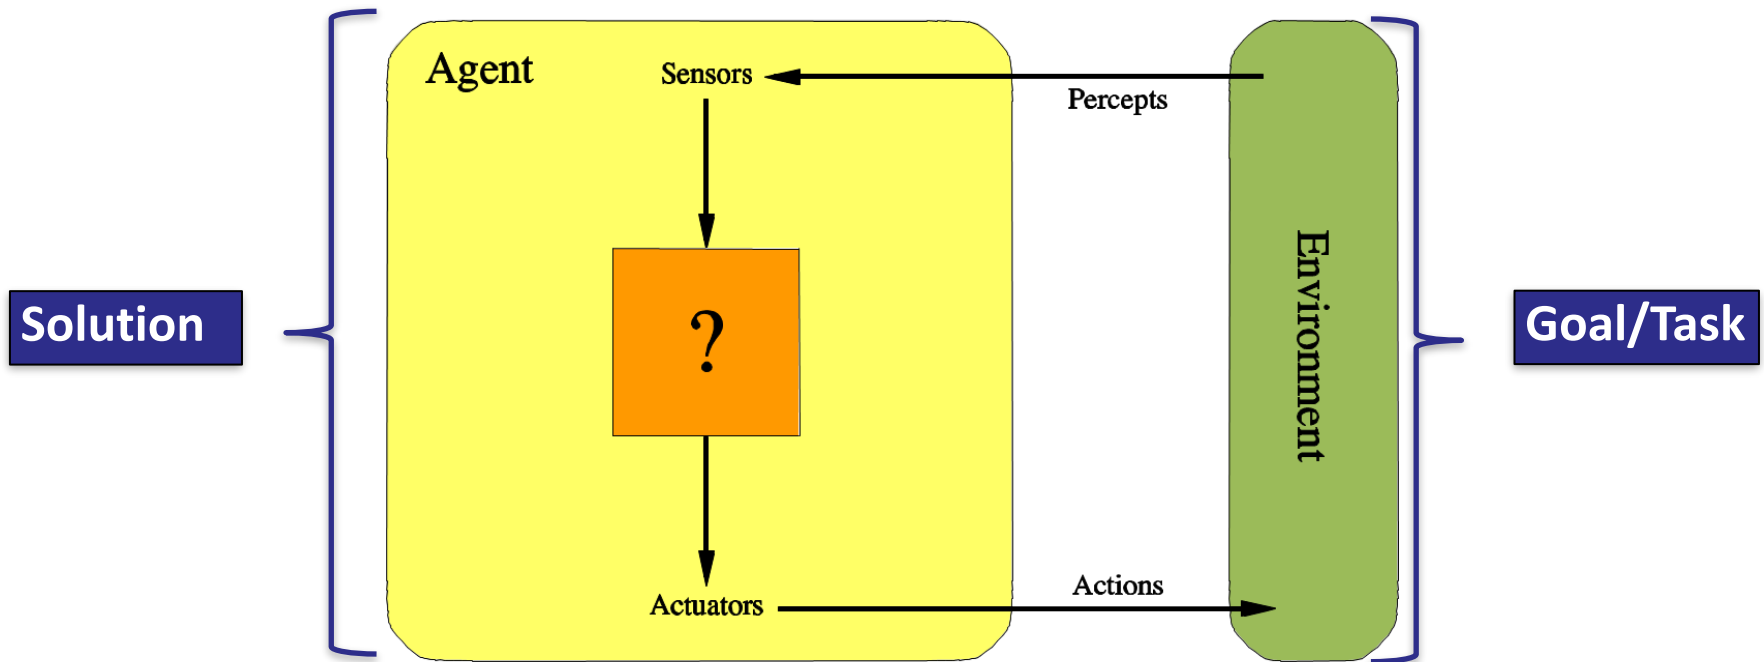 Agent
Sensors
Percepts
Solution
?
Environment
Goal/Task
Actions
Actuators